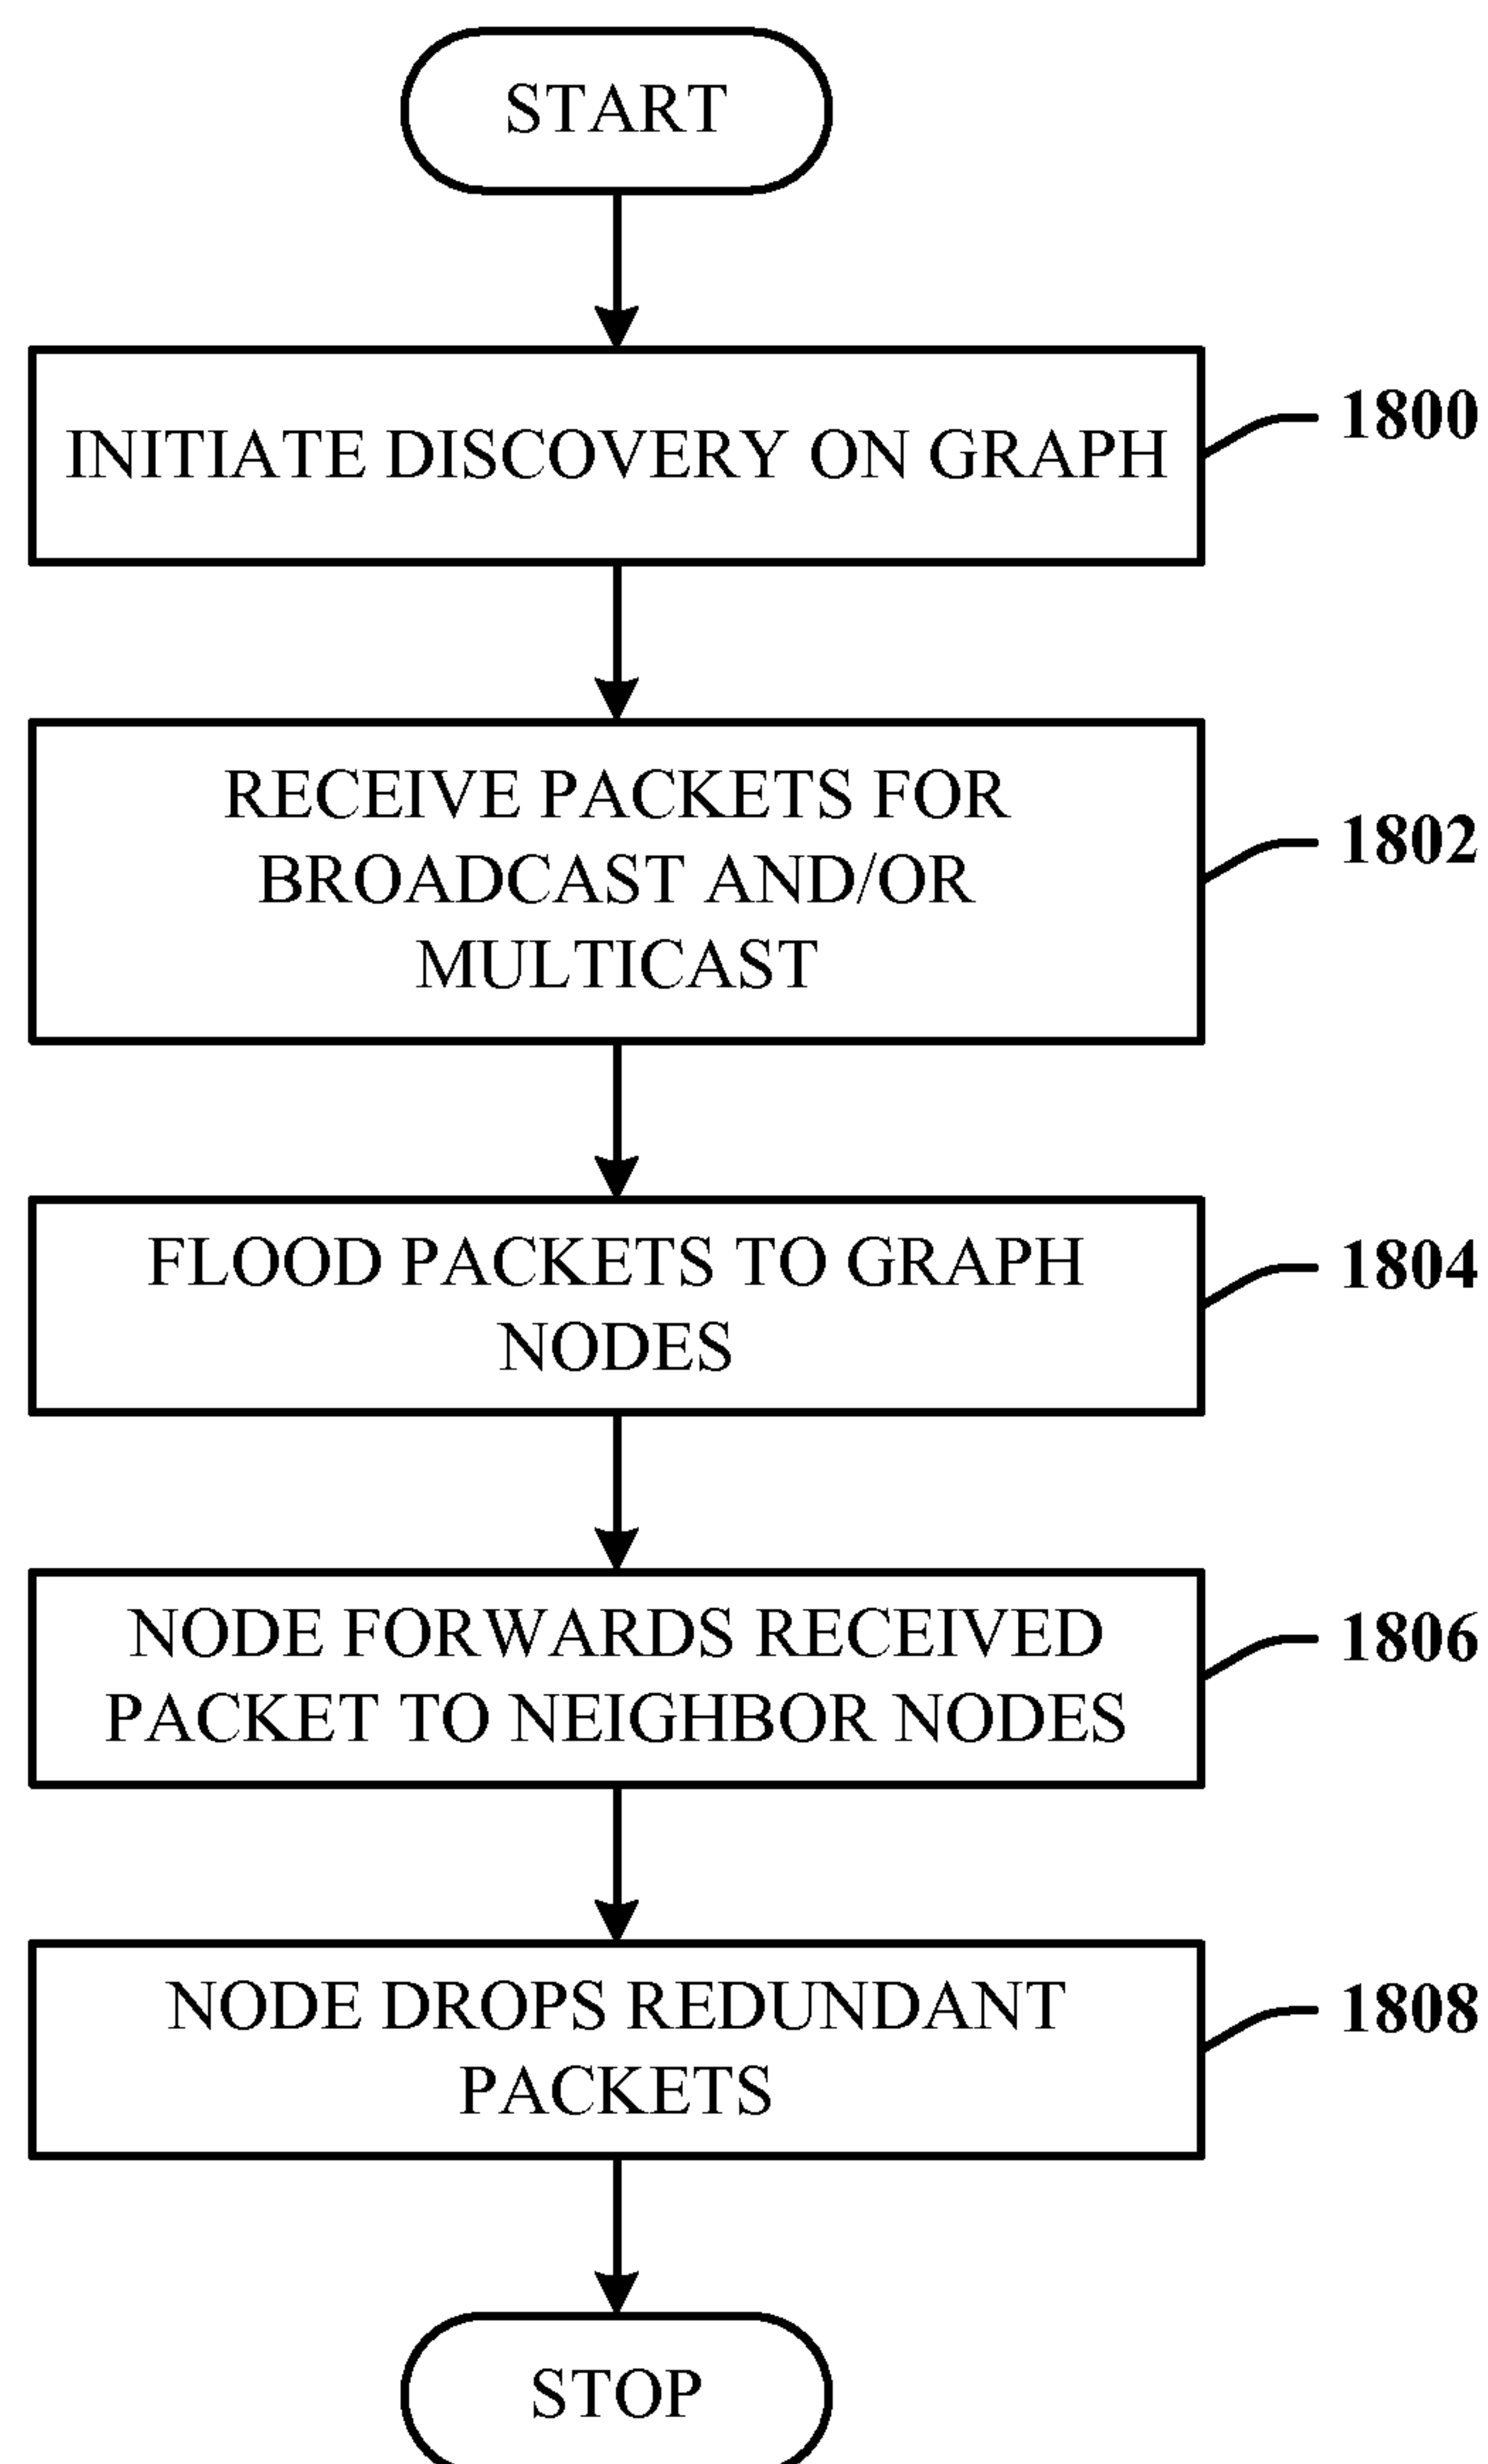 START
INITIATE DISCOVERY ON GRAPH
1800
RECEIVE PACKETS FOR
BROADCAST AND/OR
MULTICAST
1802
FLOOD PACKETS TO GRAPH
NODES
1804
NODE FORWARDS RECEIVED
PACKET TO NEIGHBOR NODES
1806
NODE DROPS REDUNDANT
PACKETS
1808
STOP